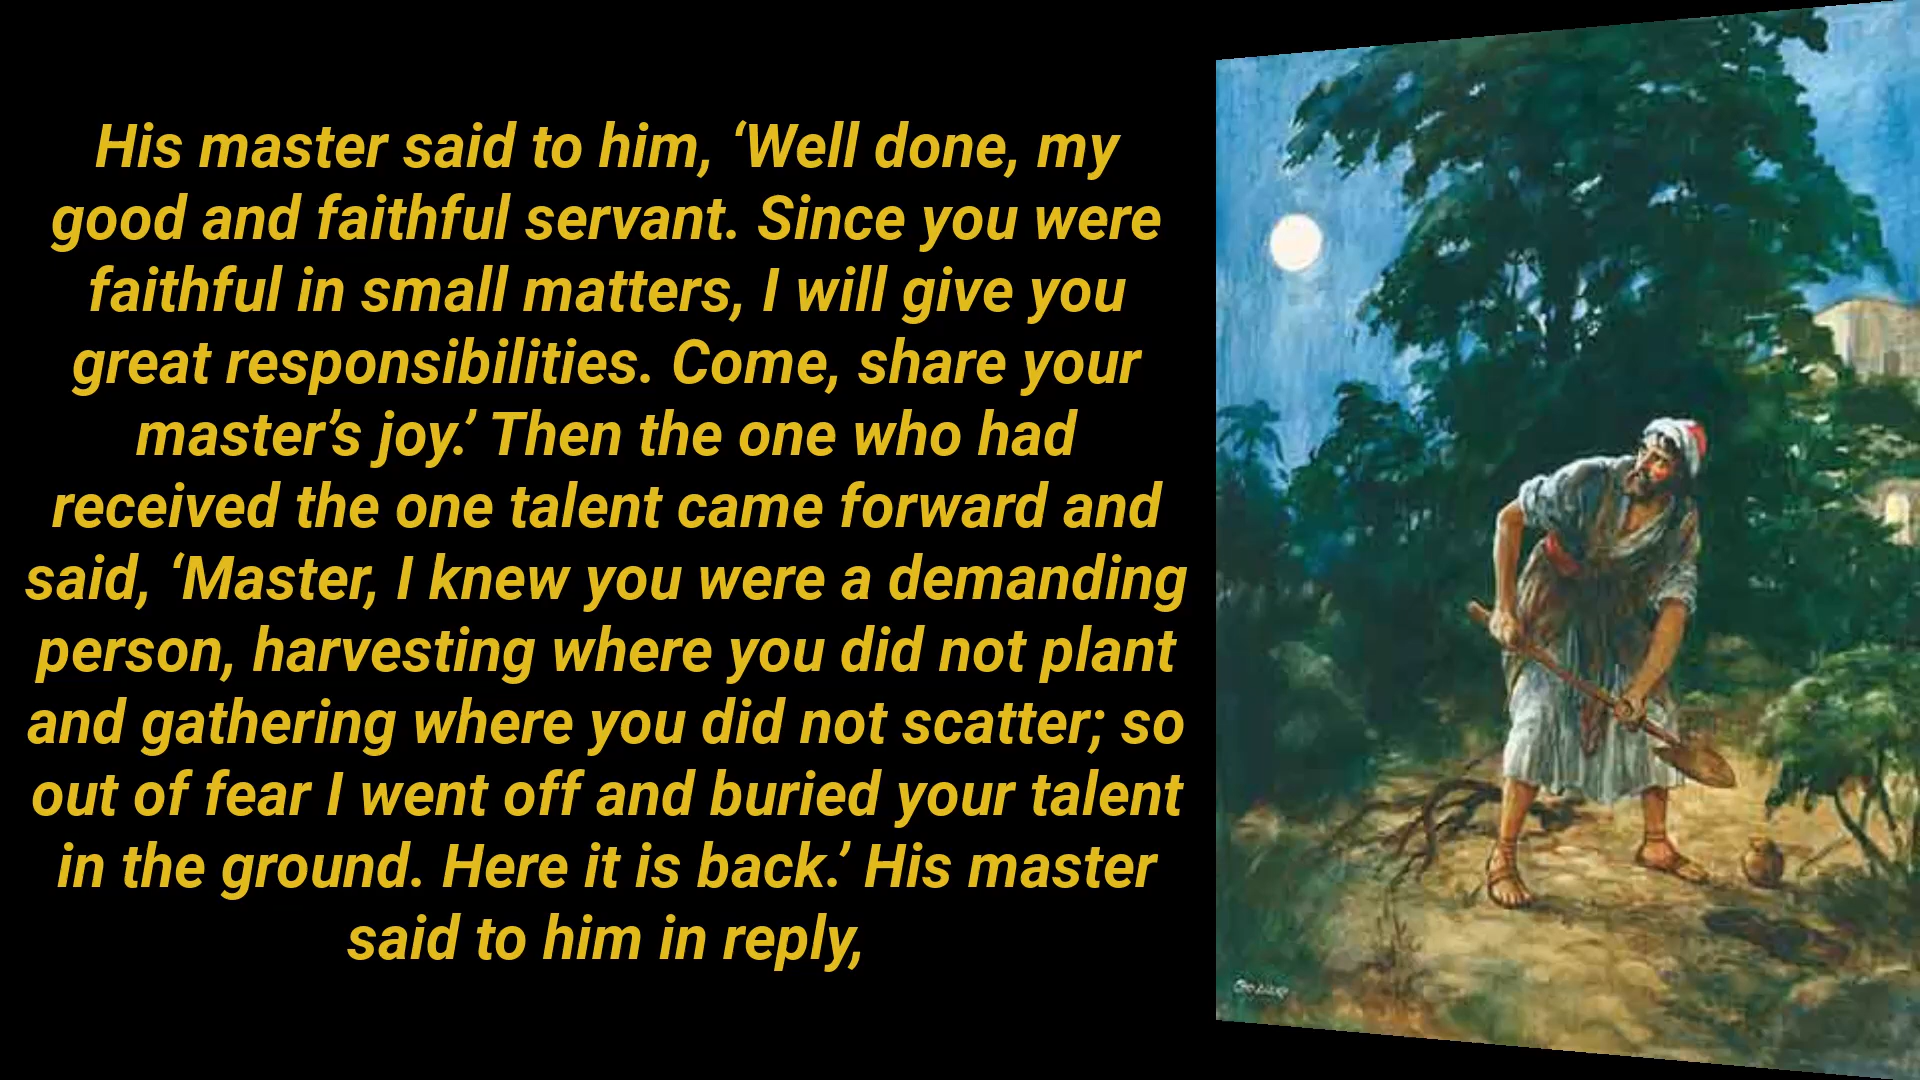 His master said to him, ‘Well done, my
good and faithful servant. Since you were
faithful in small matters, I will give you
great responsibilities. Come, share your
master’s joy.’ Then the one who had
received the one talent came forward and
said, ‘Master, I knew you were a demanding
person, harvesting where you did not plant
and gathering where you did not scatter; so
out of fear I went off and buried your talent
in the ground. Here it is back.’ His master
said to him in reply,